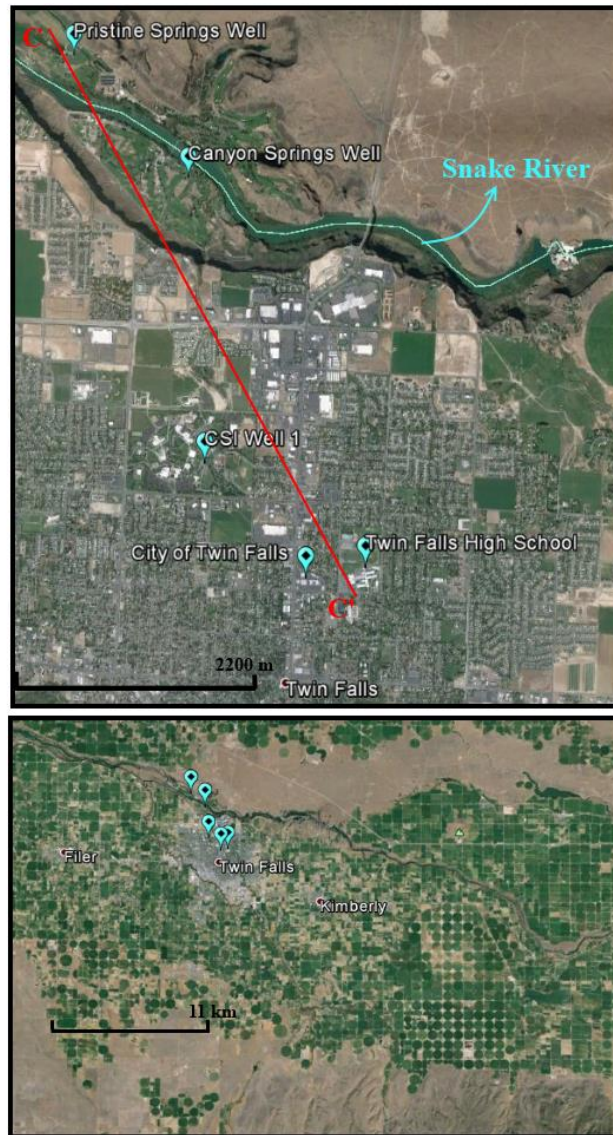 C'
Pristine Springs Well
Canyon Springs Well
Snake River
CSI Well 1
City of Twin Falls
Twin Falls High School
C"
2200 m
Twin Falls
Filer
Twin Falls
Kimberly
11 km